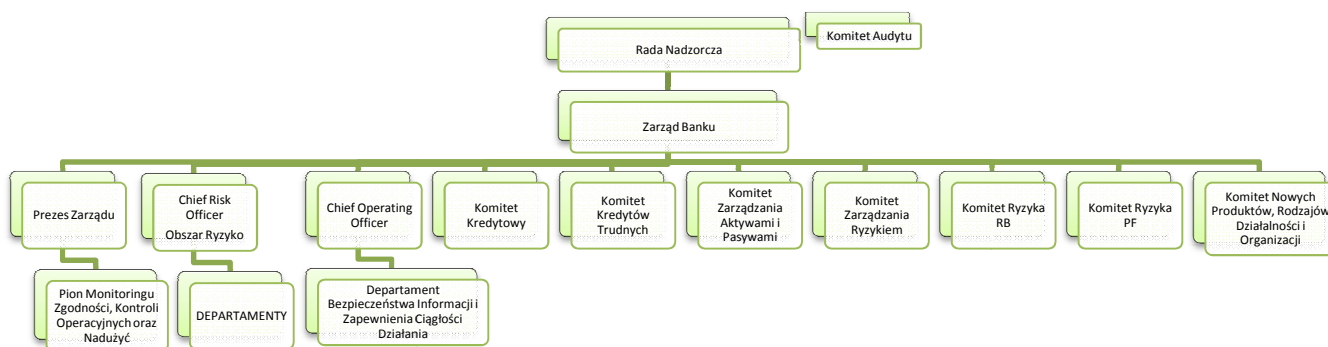 Rada Nadzorcza
Komitet Audytu
Zarząd Banku
Prezes Zarządu
Chief Risk
Officer
Obszar Ryzyko
Chief Operating
Officer
Komitet
Kredytowy
Komitet
Kredytów
Trudnych
Komitet
Zarządzania
Aktywami i
Pasywami
Komitet
Zarządzania
Ryzykiem
Komitet Ryzyka
RB
Komitet Ryzyka
PF
Komitet Nowych
Produktów, Rodzajów
Działalności i
Organizacji
Pion Monitoringu
Zgodności, Kontroli
Operacyjnych oraz
Nadużyć
DEPARTAMENTY
Departament
Bezpieczeństwa Informacji i
Zapewnienia Ciągłości
Działania